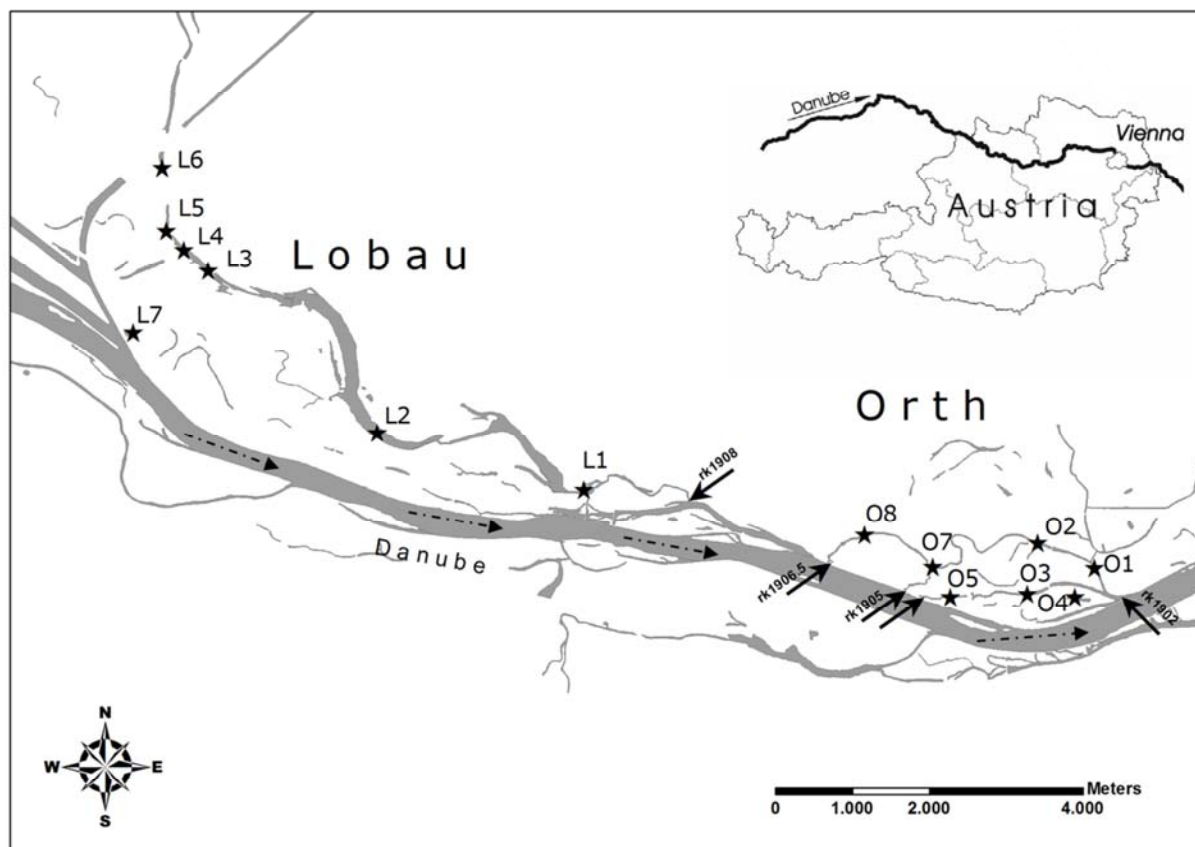 Danube
Vienna
Austria
L6
L5
L4
L3
Lobau
L7
L2
Orth
L1
rk1908
O8
O2
O7
O1
O5
O3
O4
rk1906.5
rk1905
rk1902
Danube
N
W E
S
Meters
0 1.000 2.000 4.000